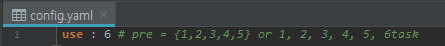 config.yaml
1 use : 6 # pre = {1,2,3,4,5} or 1, 2, 3, 4, 5, 6task